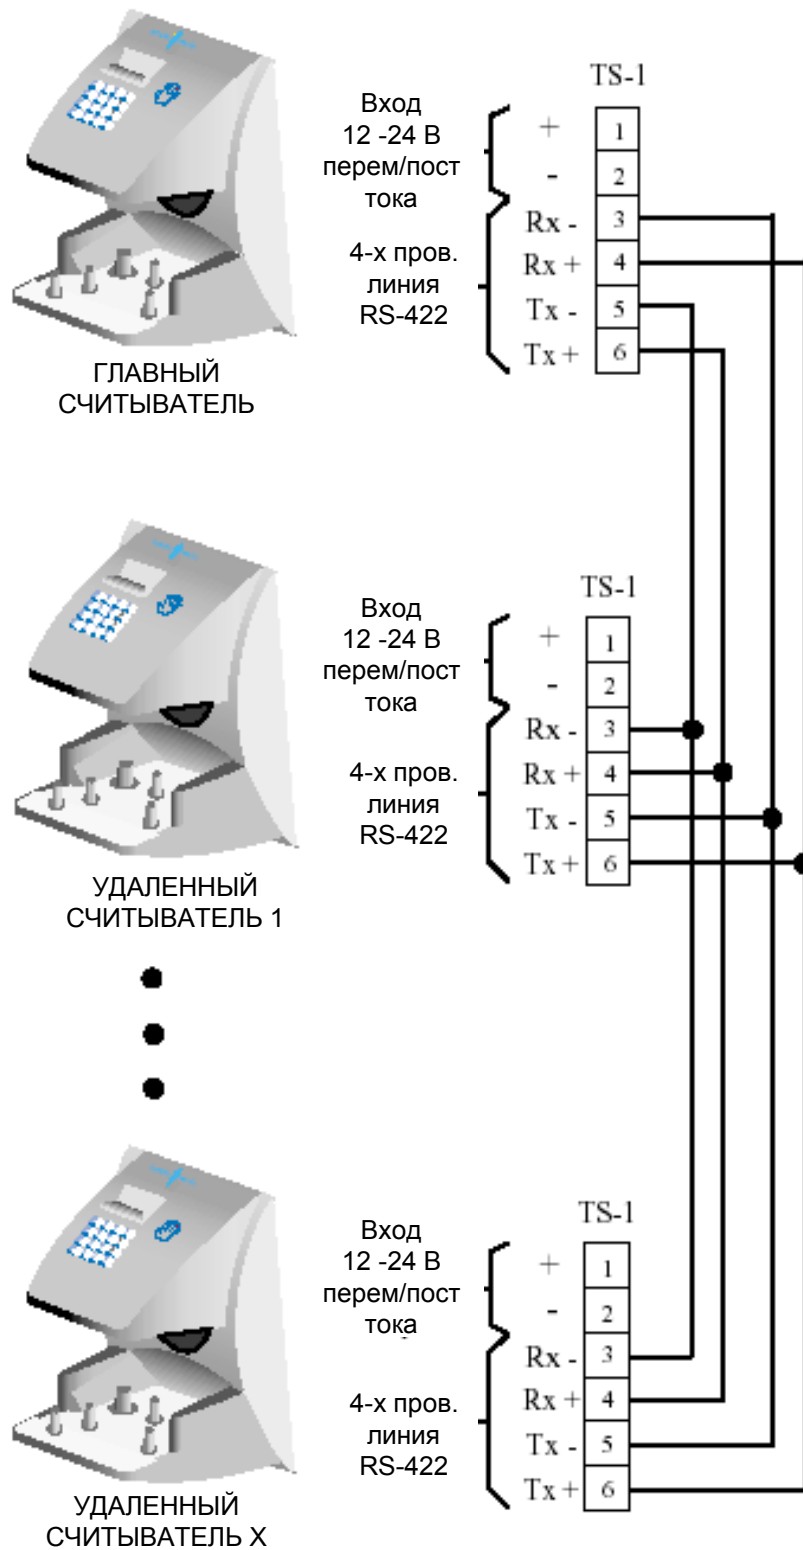 TS-1
Вход
12 -24 В
перем/пост
тока
+ 1
- 2
Rx - 3
4-х пров.
линия
RS-422
Rx + 4
Tx - 5
Tx + 6
ГЛАВНЫЙ
СЧИТЫВАТЕЛЬ
TS-1
Вход
12 -24 В
перем/пост
тока
+ 1
- 2
Rx - 3
4-х пров.
линия
RS-422
Rx + 4
Tx - 5
Tx + 6
УДАЛЕННЫЙ
СЧИТЫВАТЕЛЬ 1
TS-1
Вход
12 -24 В
перем/пост
тока
+ 1
- 2
Rx - 3
4-х пров.
линия
RS-422
Rx + 4
Tx - 5
Tx + 6
УДАЛЕННЫЙ
СЧИТЫВАТЕЛЬ X